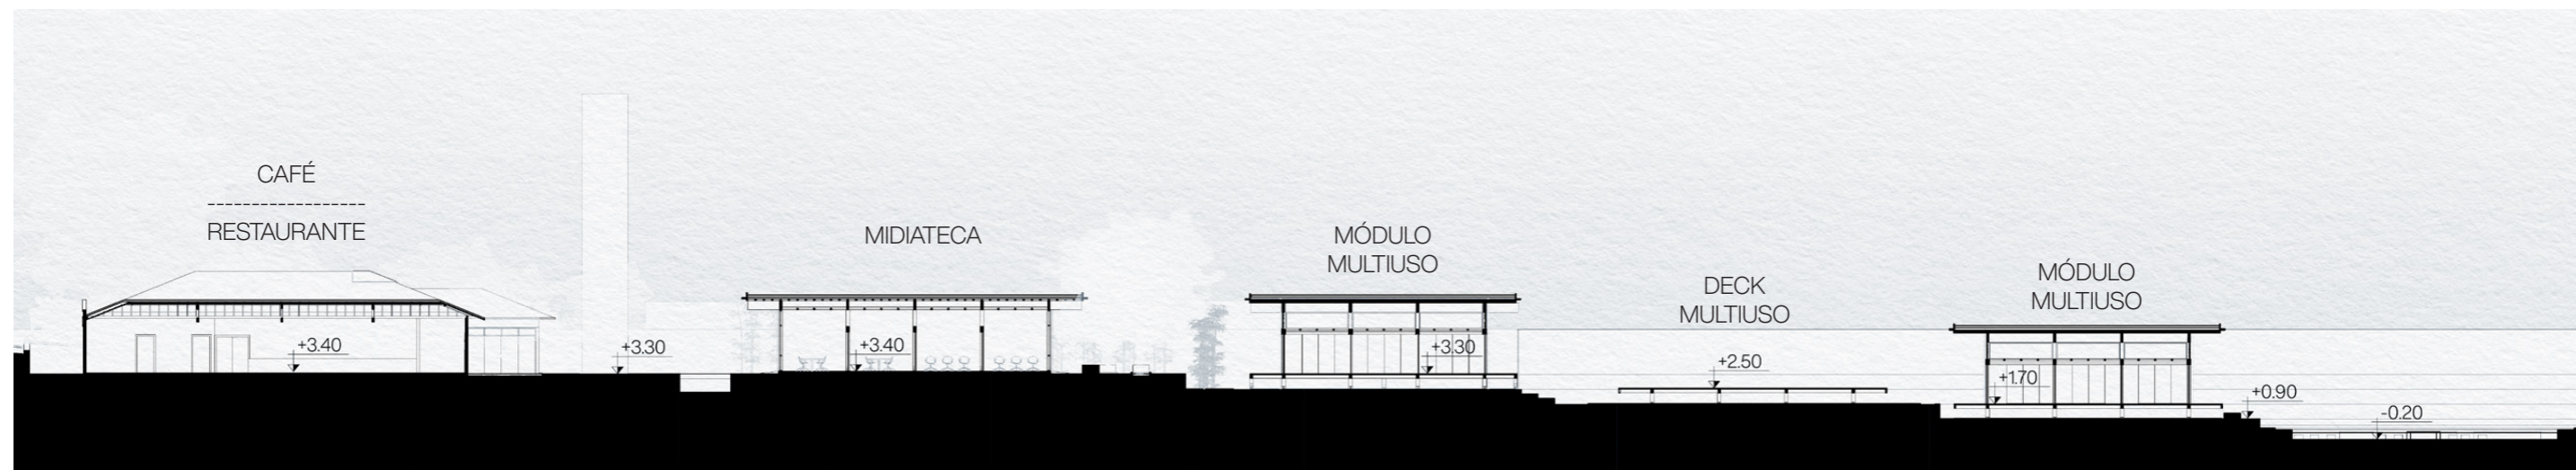 CAFÉ
RESTAURANTE
+3.40
+3.30
MIDIATECA
+3.40
MÓDULO
MULTIUSO
+3.30
DECK
MULTIUSO
+2.50
MÓDULO
MULTIUSO
+1.70
+0.90
-0.20